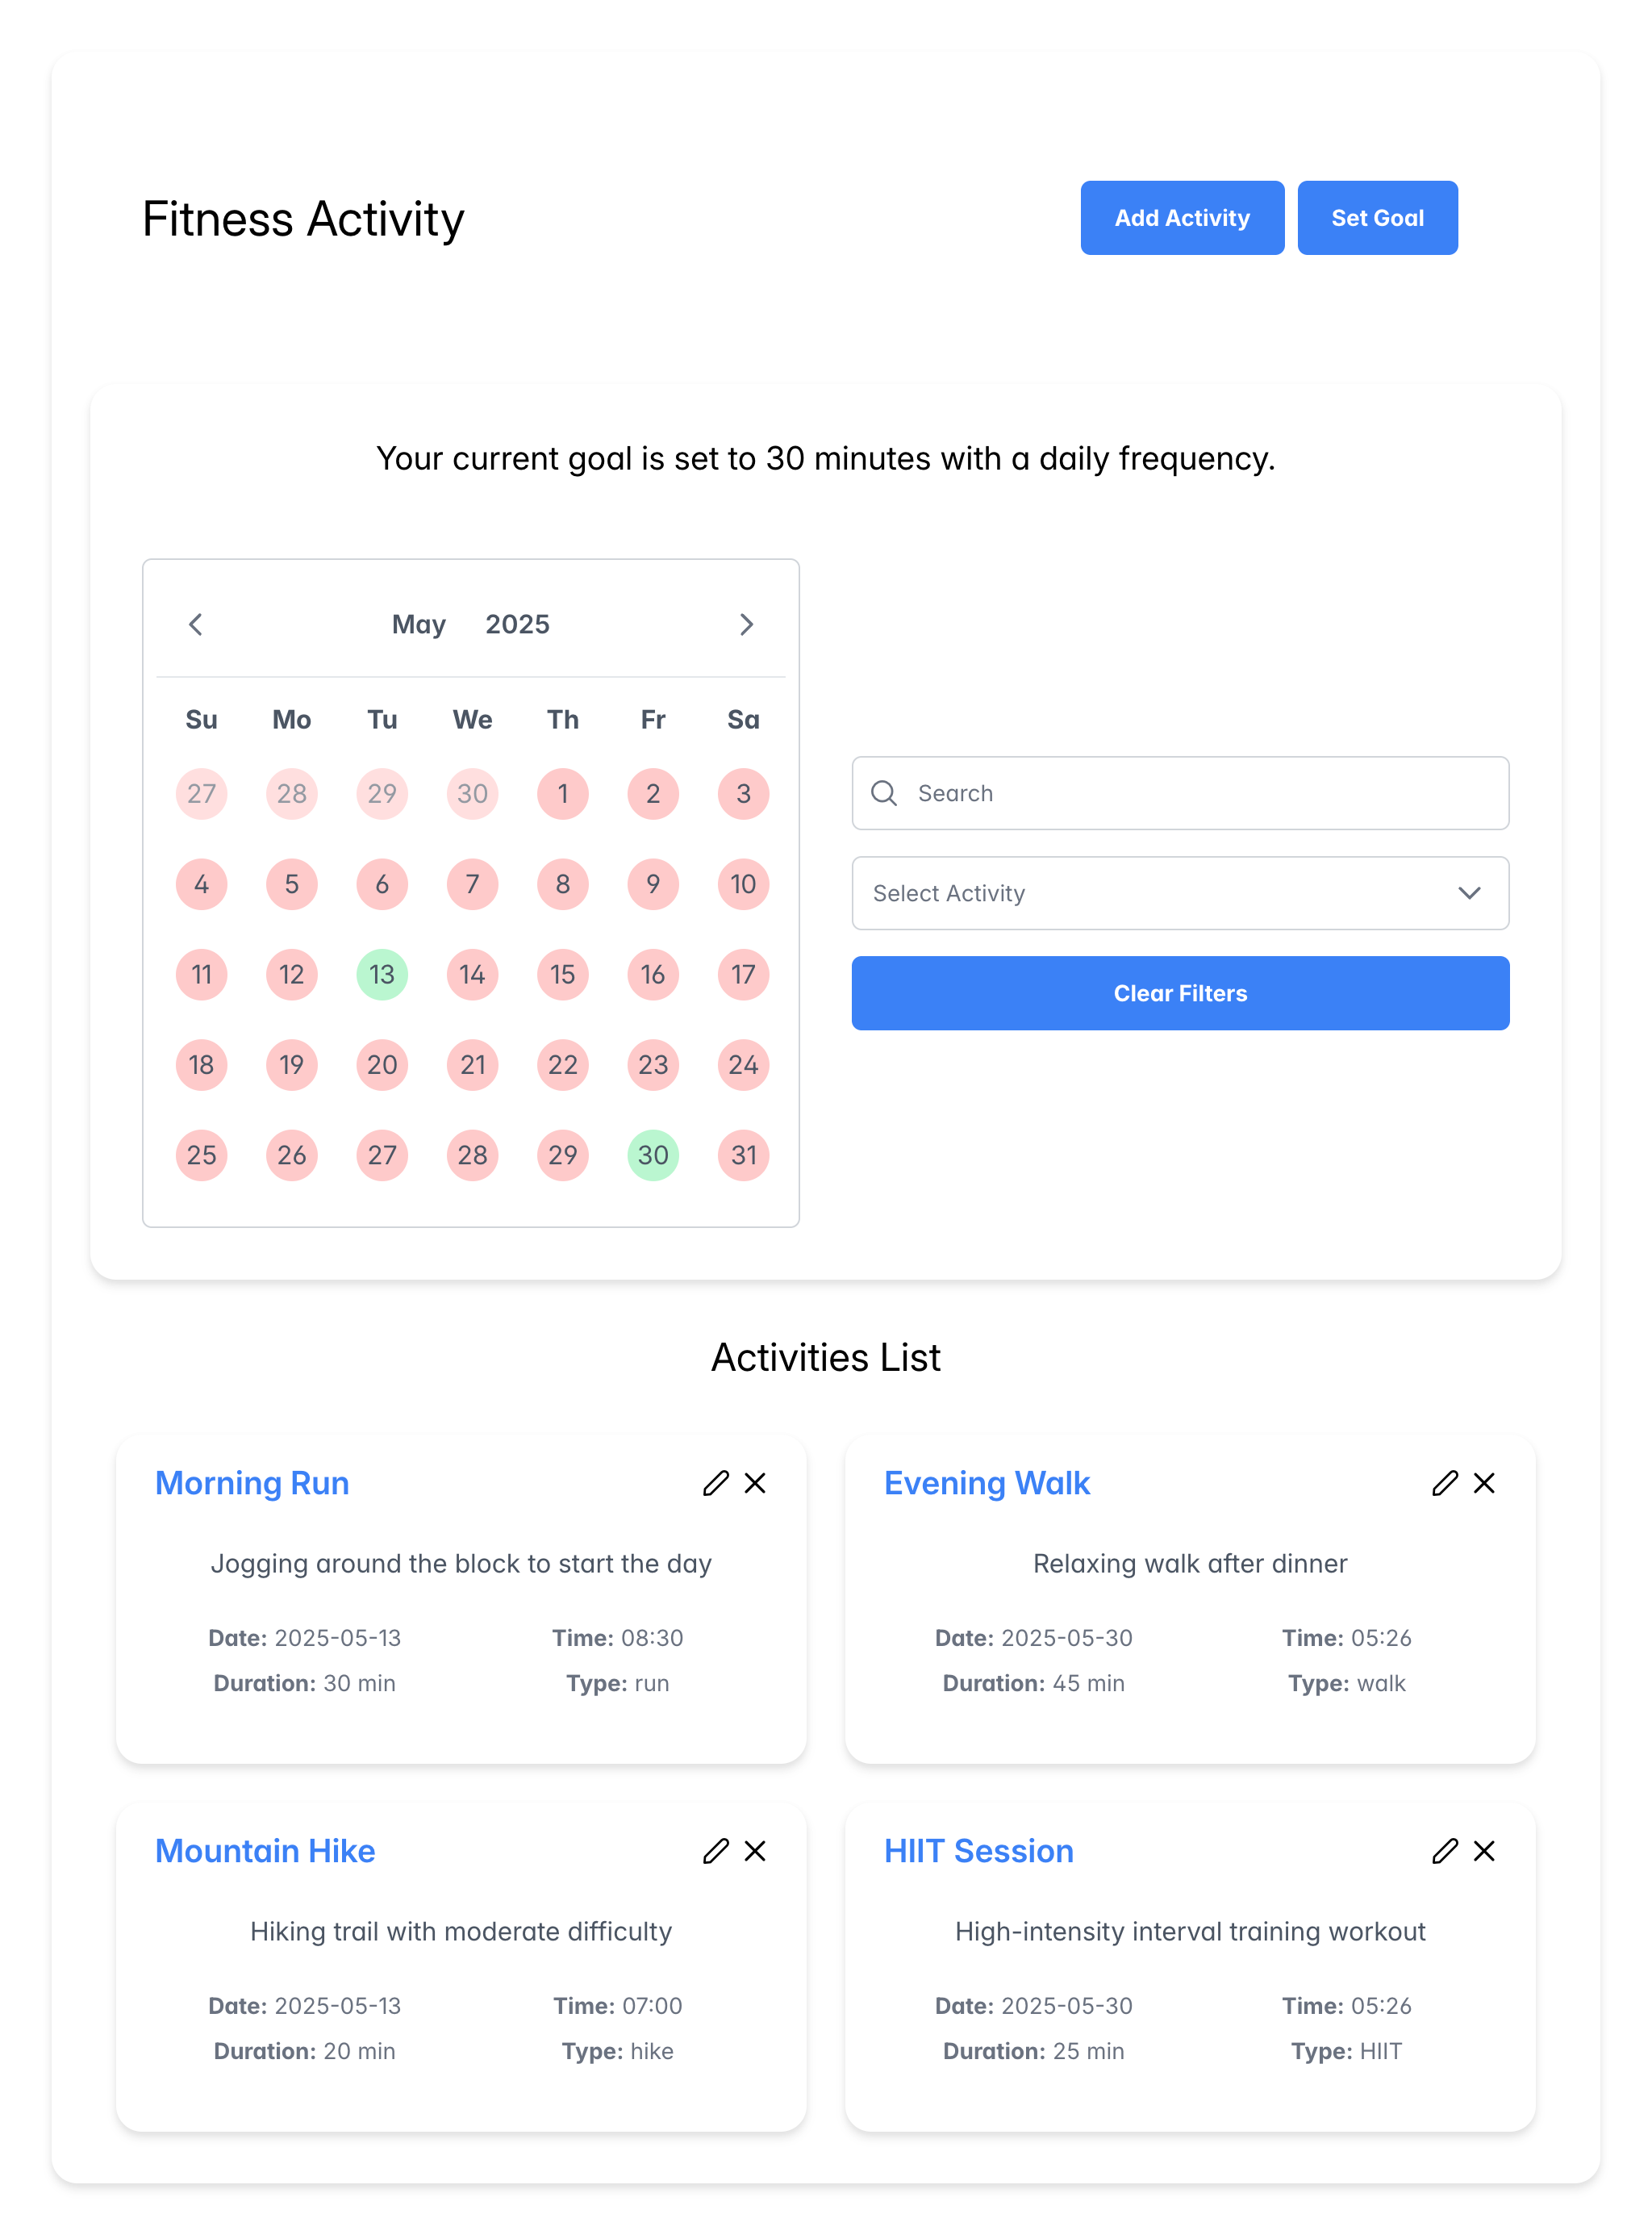 Fitness Activity
Add Activity
Set Goal
Your current goal is set to 30 minutes with a daily frequency.
May 2025
Su Mo Tu We Th Fr Sa
27 28 29 30 1 2 3
4 5 6 7 8 9 10
11 12 13 14 15 16 17
18 19 20 21 22 23 24
25 26 27 28 29 30 31
Search
Select Activity
Clear Filters
Activities List
Morning Run
Jogging around the block to start the day
Date: 2025-05-13 Time: 08:30
Duration: 30 min Type: run
Evening Walk
Relaxing walk after dinner
Date: 2025-05-30 Time: 05:26
Duration: 45 min Type: walk
Mountain Hike
Hiking trail with moderate difficulty
Date: 2025-05-13 Time: 07:00
Duration: 20 min Type: hike
HIIT Session
High-intensity interval training workout
Date: 2025-05-30 Time: 05:26
Duration: 25 min Type: HIIT